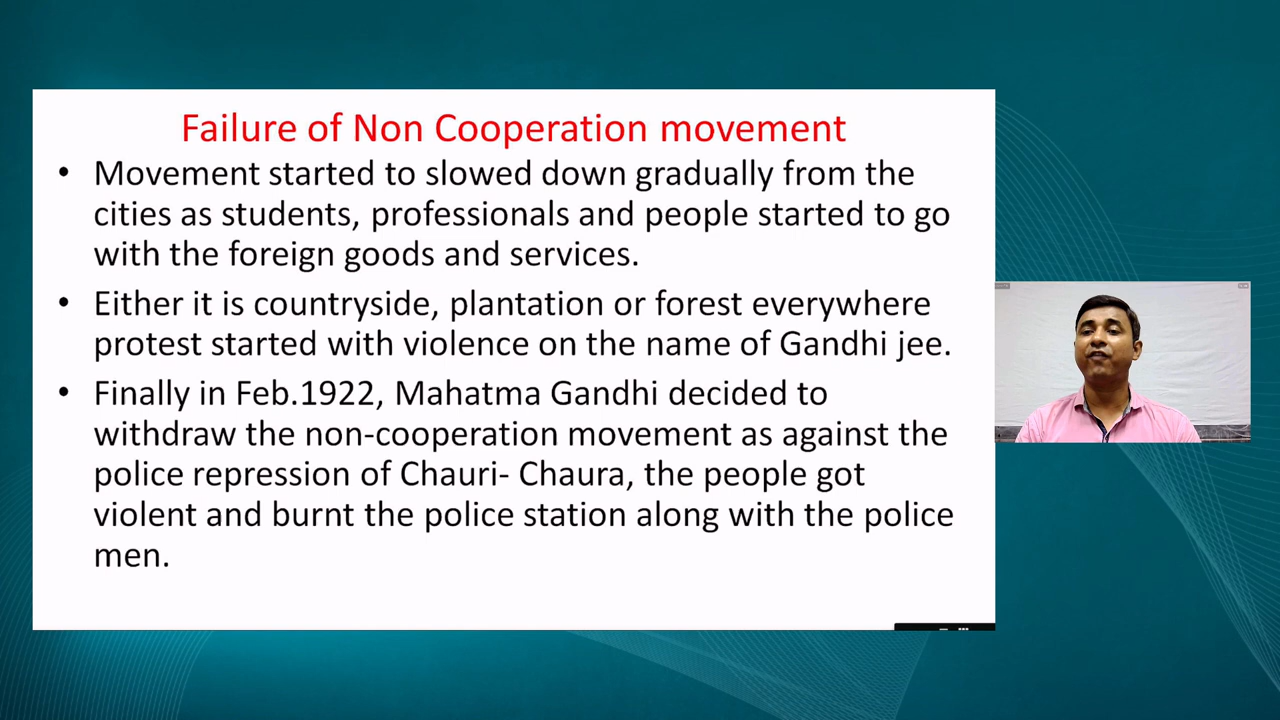 Failure of Non Cooperation movement
• Movement started to slowed down gradually from the
cities as students, professionals and people started to go
with the foreign goods and services.
• Either it is countryside, plantation or forest everywhere
protest started with violence on the name of Gandhi jee.
• Finally in Feb.1922, Mahatma Gandhi decided to
withdraw the non-cooperation movement as against the
police repression of Chauri- Chaura, the people got
violent and burnt the police station along with the police
men.